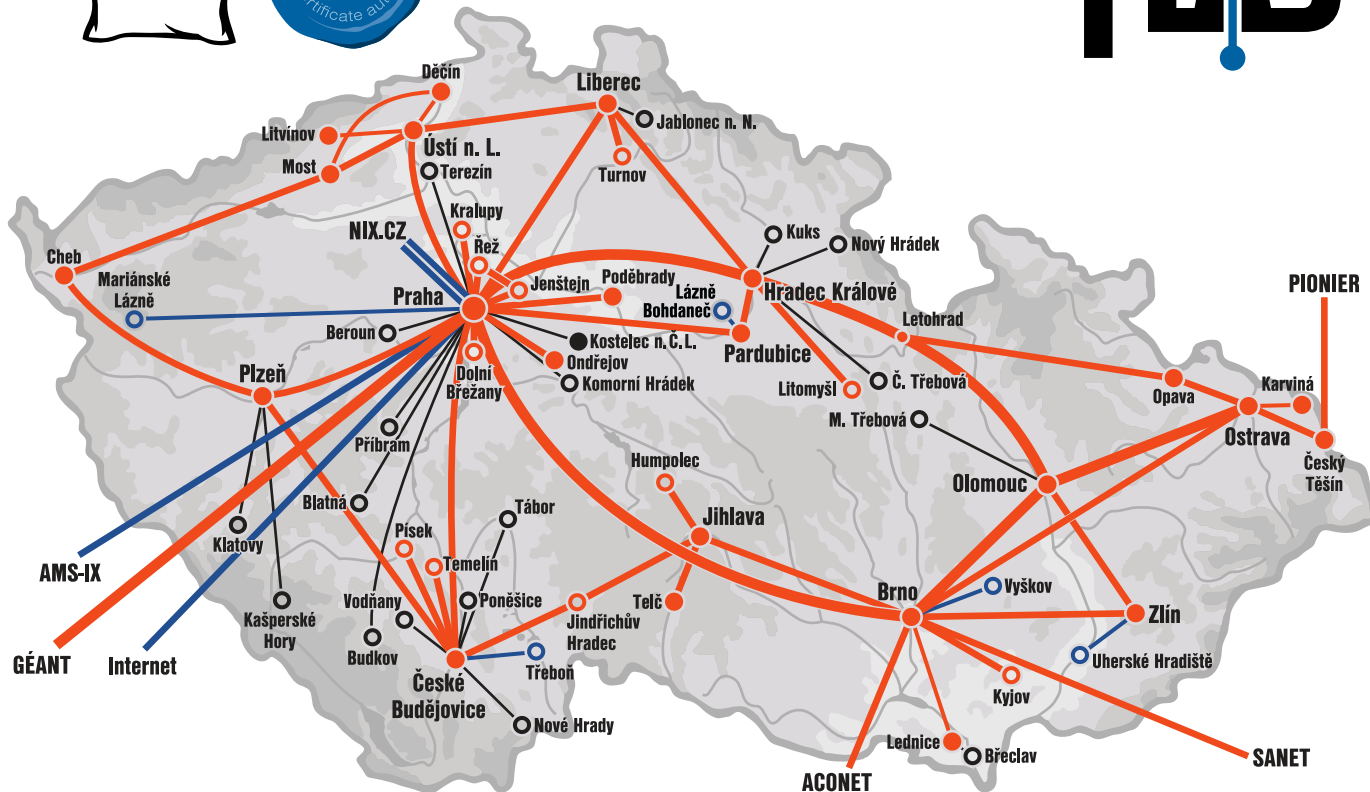 rtificate aut
Děčín
Liberec
Litvínov
Jablonec n. N.
Ústí n. L.
Most
Terezín
Turnov
Kralupy
NIX.CZ
Řež
Kuks
Nový Hrádek
Cheb
Mariánské
Lázně
Jenštejn
Poděbrady
Praha
Lázně
Bohdaneč
Hradec Králové
PIONIER
Letohrad
Beroun
Kostelec n.Č.L.
Pardubice
Ondřejov
Plzeň
Dolní
Břežany
Komorní Hrádek
Litomyšl
Č. Třebová
Opava
Karviná
M. Třebová
Ostrava
Příbram
Český
Těšín
Humpolec
Olomouc
Blatná
Tábor
Jihlava
Písek
Klatovy
Temelín
AMS-IX
Vyškov
Brno
Vodňany
Poněšice
Telč
Zlín
Kašperské
Hory
Jindřichův
Hradec
Budkov
GÉANT
Internet
Třeboň
Uherské Hradiště
České
Budějovice
Kyjov
Nové Hrady
Lednice
Břeclav
SANET
ACONET